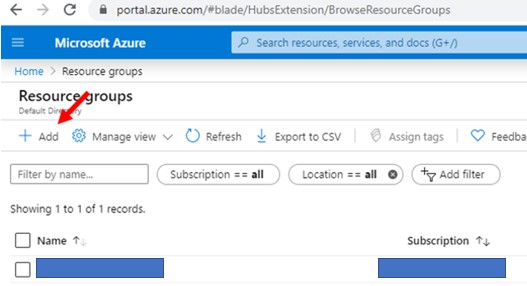 portal.azure.com/#blade/HubsExtension/BrowseResourceGroups
Microsoft Azure Search resources, services, and docs (G+/)
Home > Resource groups
Resource groups
Default Directory
+ Add Manage view Refresh Export to CSV Assign tags Feedba
Filter by name... Subscription == all Location == all Add filter
Showing 1 to 1 of 1 records.
Name ↑↓ Subscription ↑↓